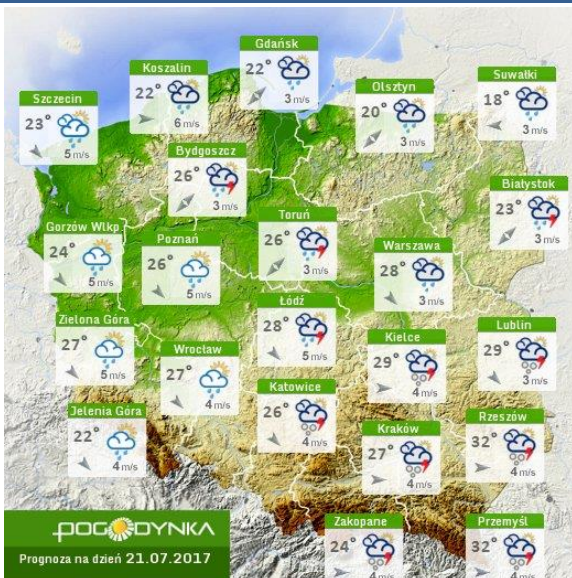 Gdańsk
22°
3 m/s
Koszalin
22°
6 m/s
Suwałki
18°
3 m/s
Olsztyn
20°
3 m/s
Szczecin
23°
5 m/s
Bydgoszcz
26°
3 m/s
Białystok
23°
3 m/s
Toruń
26°
3 m/s
Gorzów Wlkp
24°
5 m/s
Poznań
26°
5 m/s
Warszawa
28°
3 m/s
Łódź
28°
5 m/s
Zielona Góra
27°
5 m/s
Lublin
29°
3 m/s
Kielce
29°
4 m/s
Wrocław
27°
4 m/s
Katowice
26°
4 m/s
Jelenia Góra
22°
4 m/s
Rzeszów
32°
4 m/s
Kraków
27°
4 m/s
Zakopane
24°
4 m/s
Przemyśl
32°
4 m/s
POGODYNKA
Prognoza na dzień 21.07.2017